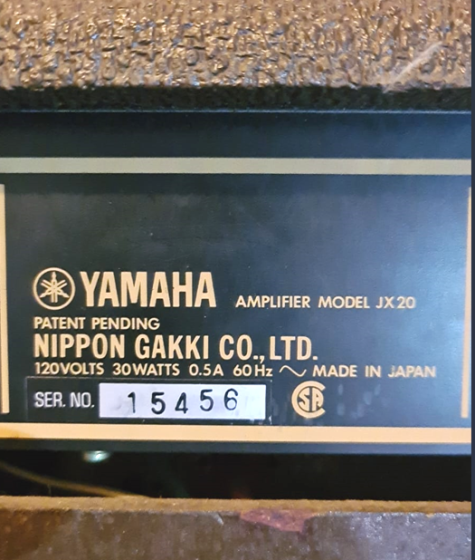 YAMAHA AMPLIFIER MODEL JX20
PATENT PENDING
NIPPON GAKKI CO., LTD.
120VOLTS 30WATTS 0.5A 60Hz ~ MADE IN JAPAN
SER. NO. 15456 SA